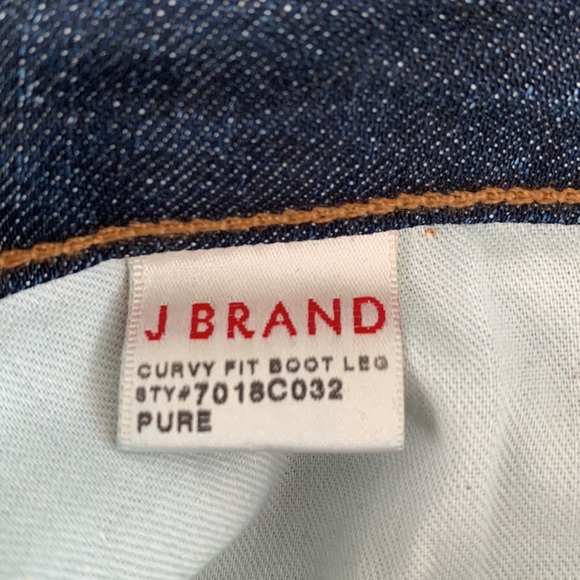 J BRAND
CURVY FIT BOOT LEG
STY#7018C032
PURE